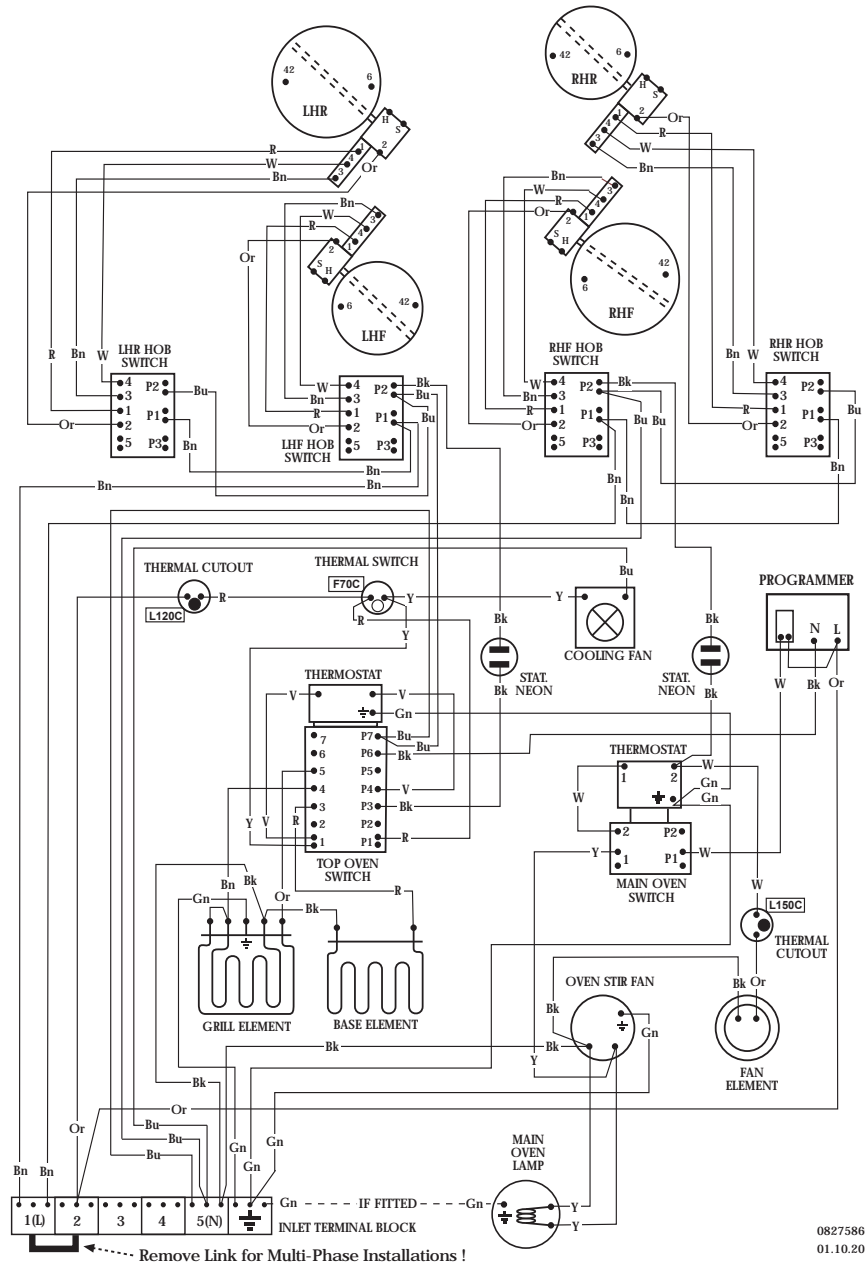 42
6
LHR
H
S
1
4
3
2
R
W
Bn
Or
42
6
RHR
H
S
2
1
4
3
Or
R
W
Bn
Bn
W
R
Or
3
4
1
2
S
H
6
42
LHF
Or
Bn
W
R
Or
3
4
1
2
S
H
42
6
RHF
LHR HOB
SWITCH
R
Bn
W
4
3
1
2
5
P2
P1
P3
Or
Bu
Bn
W
Bn
R
Or
4
3
1
2
5
P2
P1
P3
LHF HOB
SWITCH
Bk
Bu
Bu
Bn
Bn
Bn
Bn
RHF HOB
SWITCH
W
Bn
R
Or
4
3
1
2
5
P2
P1
P3
Bk
Bu
Bu
Bn
Bn
Bu
RHR HOB
SWITCH
Bn
W
R
Or
4
3
1
2
5
P2
P1
P3
Bu
Bn
THERMAL CUTOUT
L120C
R
THERMAL SWITCH
F70C
Y
R
Y
Y
Bu
COOLING FAN
Bk
STAT.
NEON
Bk
Bk
STAT.
NEON
Bk
PROGRAMMER
N
L
W
Bk
Or
THERMOSTAT
V
V
Gn
7
6
5
4
3
2
1
P7
P6
P5
P4
P3
P2
P1
Bu
Bu
Bk
V
Bk
R
Y
V
R
TOP OVEN
SWITCH
THERMOSTAT
1
2
W
Gn
Gn
W
2
1
P2
P1
Y
W
MAIN OVEN
SWITCH
W
L150C
THERMAL
CUTOUT
Gn
Bn
Bk
Or
Bk
R
GRILL ELEMENT
BASE ELEMENT
OVEN STIR FAN
Bk
Bk
Y
Gn
Bk
Or
FAN
ELEMENT
Bk
Bk
Or
Or
Bu
Bu
Bu
Gn
Gn
Gn
Bn
Bn
MAIN
OVEN
LAMP
Gn
IF FITTED
Gn
Y
Y
1(L)
2
3
4
5(N)
INLET TERMINAL BLOCK
Remove Link for Multi-Phase Installations !
0827586
01.10.20